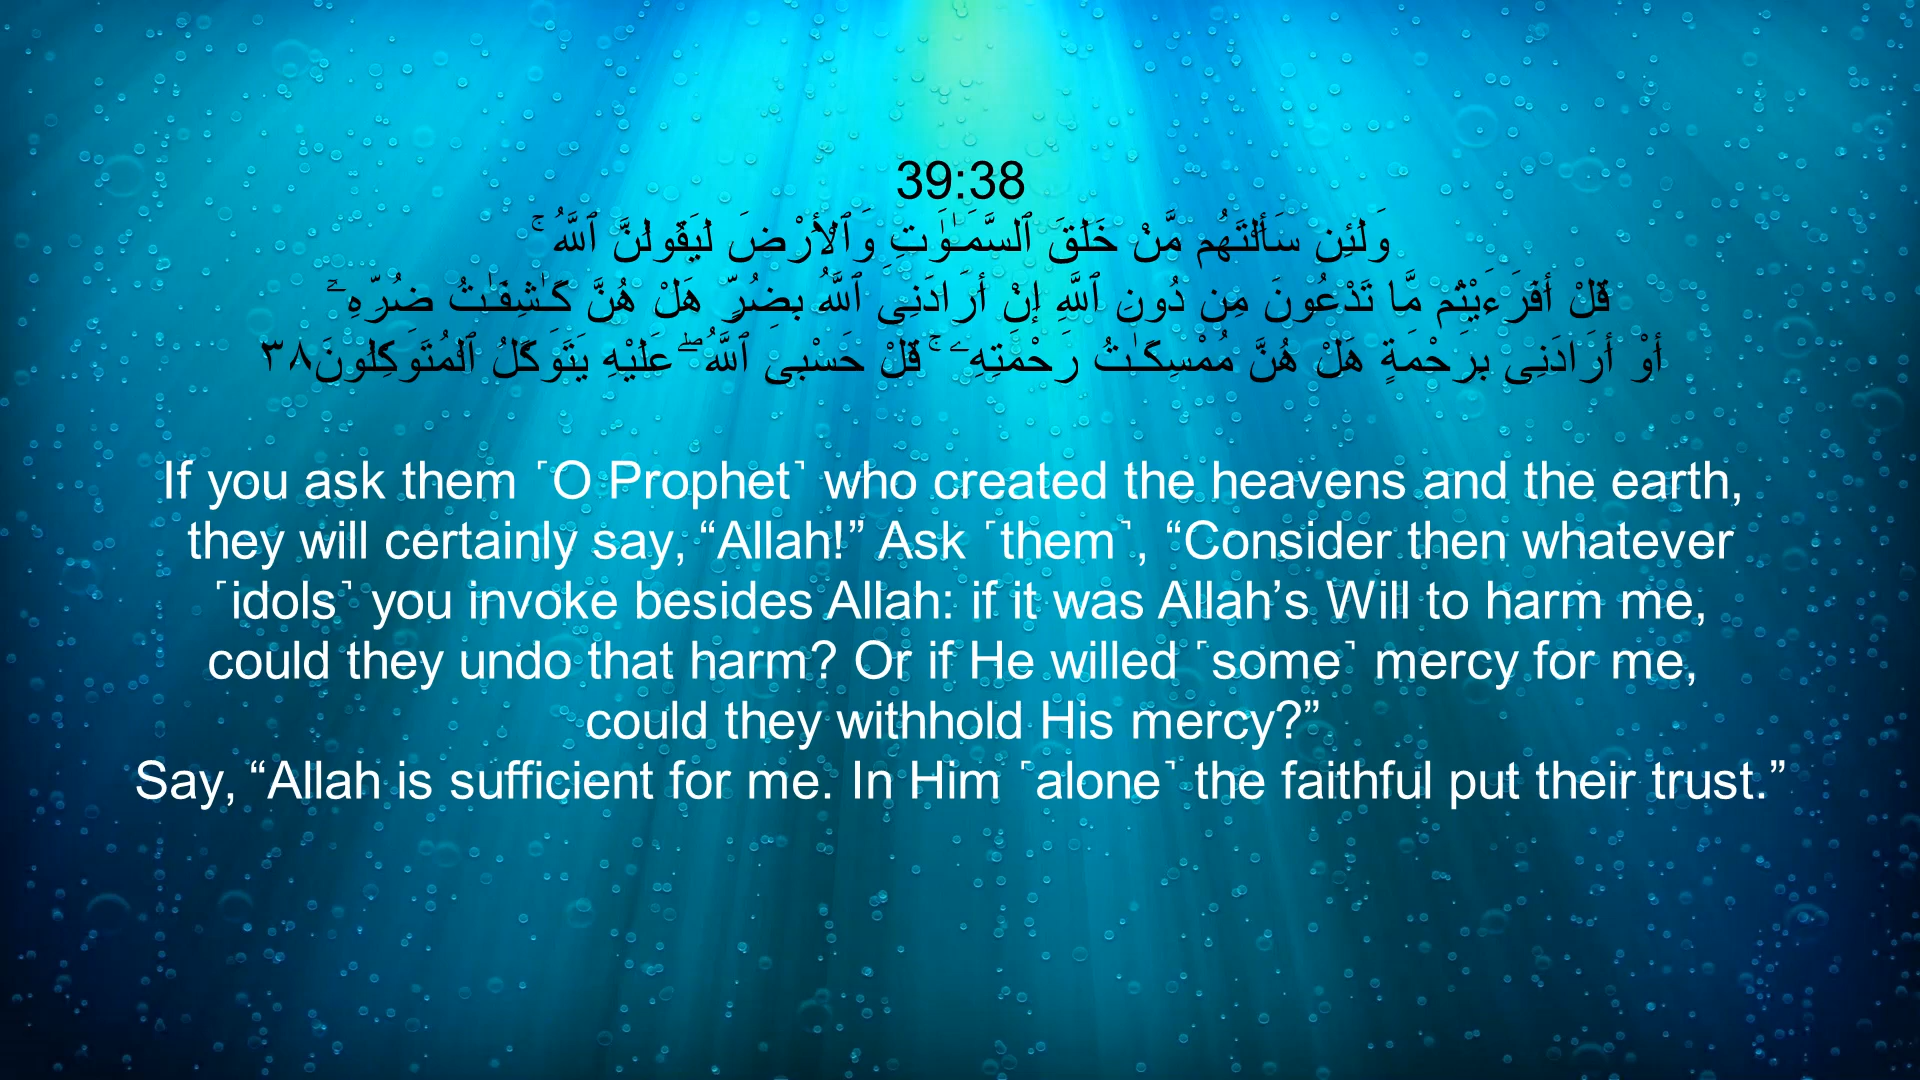 39:38
وَلَئِن سَأَلْتَهُم مَّنْ خَلَقَ ٱلسَّمَـٰوَٰتِ وَٱلْأَرْضَ لَيَقُولُنَّ ٱللَّهُ ۚ
قُلْ أَفَرَءَيْتُم مَّا تَدْعُونَ مِن دُونِ ٱللَّهِ إِنْ أَرَادَنِىَ ٱللَّهُ بِضُرٍّ هَلْ هُنَّ كَـٰشِفَـٰتُ ضُرِّهِۦٓ
أَوْ أَرَادَنِى بِرَحْمَةٍ هَلْ هُنَّ مُمْسِكَـٰتُ رَحْمَتِهِۦ ۚ قُلْ حَسْبِىَ ٱللَّهُ ۖ عَلَيْهِ يَتَوَكَّلُ ٱلْمُتَوَكِّلُونَ٣٨
If you ask them ˹O Prophet˺ who created the heavens and the earth,
they will certainly say, “Allah!” Ask ˹them˺, “Consider then whatever
˹idols˺ you invoke besides Allah: if it was Allah’s Will to harm me,
could they undo that harm? Or if He willed ˹some˺ mercy for me,
could they withhold His mercy?”
Say, “Allah is sufficient for me. In Him ˹alone˺ the faithful put their trust.”